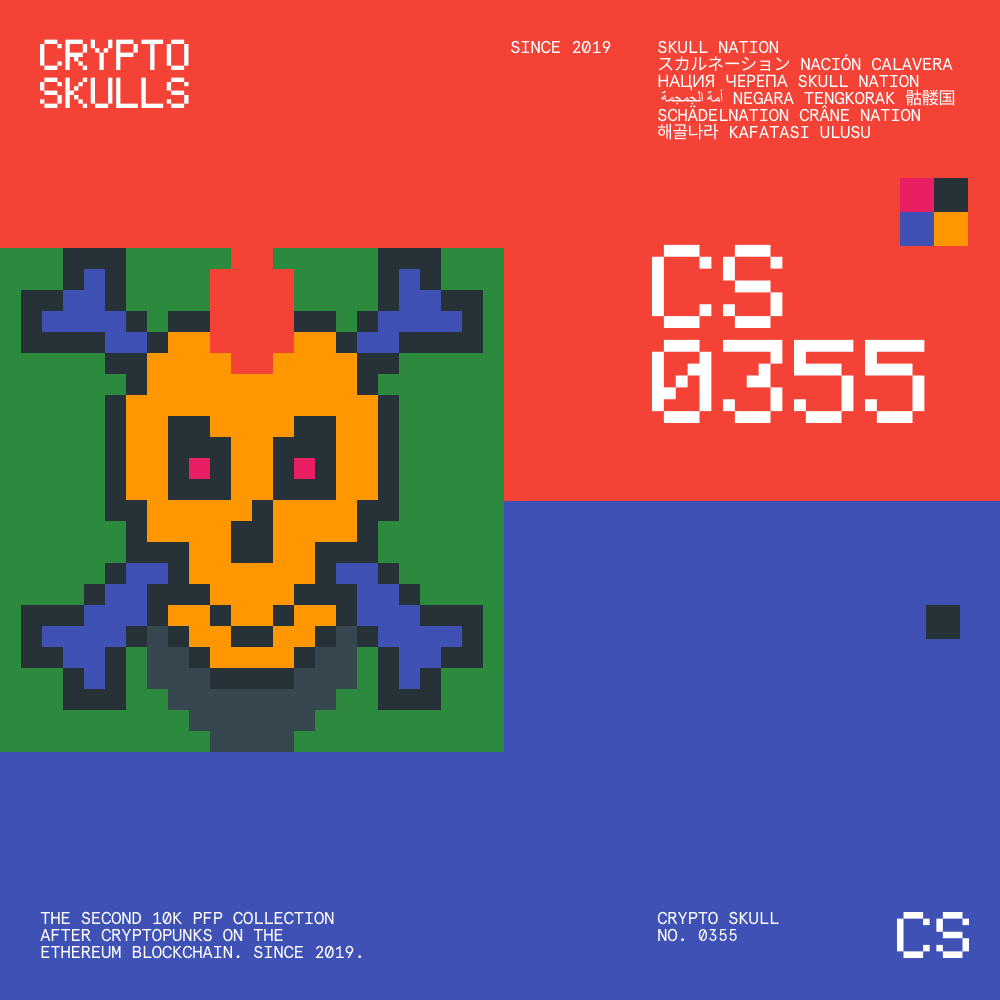 CRYPTO
SKULLS
SINCE 2019
SKULL NATION
スカルネーション NACIÓN CALAVERA
НАЦИЯ ЧЕРЕПА SKULL NATION
أمة الجمجمة NEGARA TENGKORAK 骷髅国
SCHÄDELNATION CRÂNE NATION
해골나라 KAFATASI ULUSU
CS
0355
THE SECOND 10K PFP COLLECTION
AFTER CRYPTOPUNKS ON THE
ETHEREUM BLOCKCHAIN. SINCE 2019.
CRYPTO SKULL
NO. 0355
CS